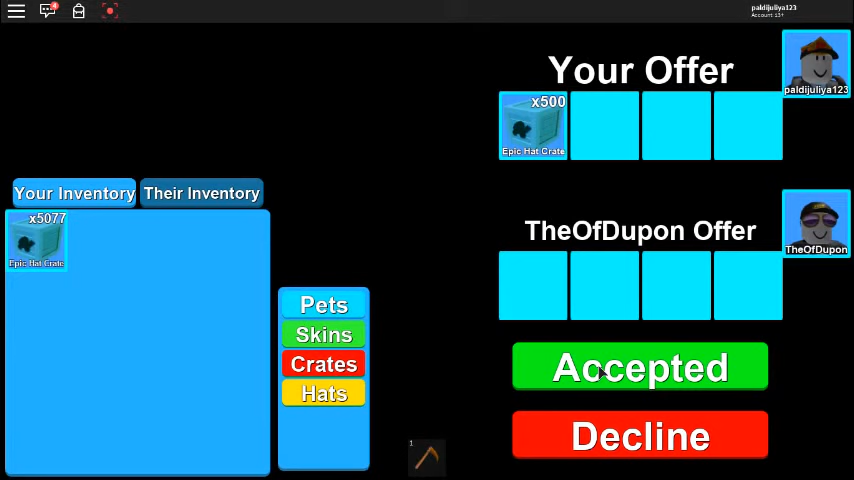 4
paldijuliya123
Account: 13+
Your Offer
x500
Epic Hat Crate
paldijuliya123
Your Inventory
Their Inventory
x5077
Epic Hat Crate
TheOfDupon Offer
TheOfDupon
Pets
Skins
Crates
Hats
Accepted
Decline
1